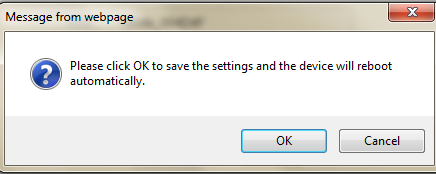 Message from webpage
Please click OK to save the settings and the device will reboot
automatically.
OK
Cancel